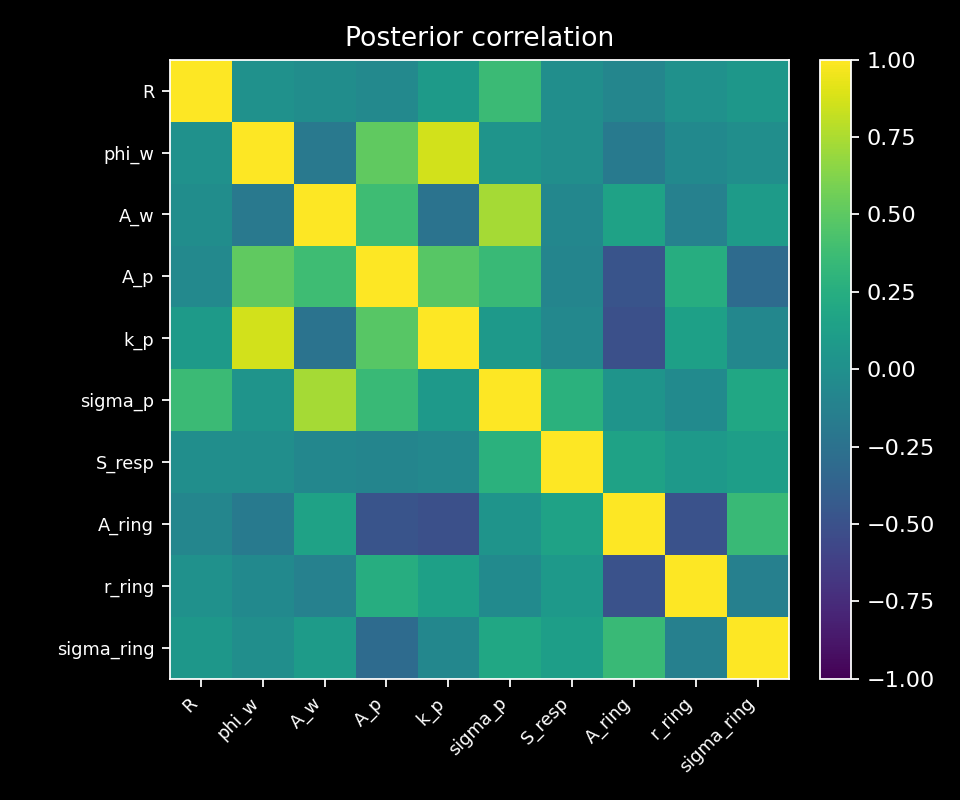 Posterior correlation
R
phi_w
A_w
A_p
k_p
sigma_p
S_resp
A_ring
r_ring
sigma_ring
R
phi_w
A_w
A_p
k_p
sigma_p
S_resp
A_ring
r_ring
sigma_ring
1.00
0.75
0.50
0.25
0.00
−0.25
−0.50
−0.75
−1.00